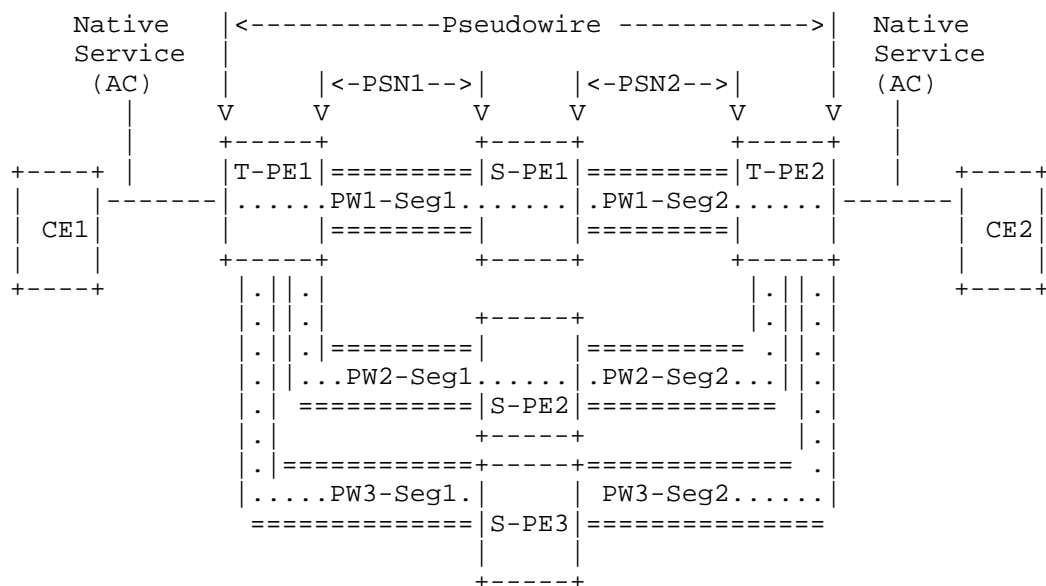 Native |<------------Pseudowire ------------>| Native
Service Service
(AC) |<-PSN1-->| |<-PSN2-->| (AC)
V V V V V V
|T-PE1|=========|S-PE1|=========|T-PE2|
|......PW1-Seg1.......|.PW1-Seg2......|
CE1 CE2
|...PW2-Seg1......|.PW2-Seg2...|
S-PE2
|.....PW3-Seg1.| PW3-Seg2......|
S-PE3